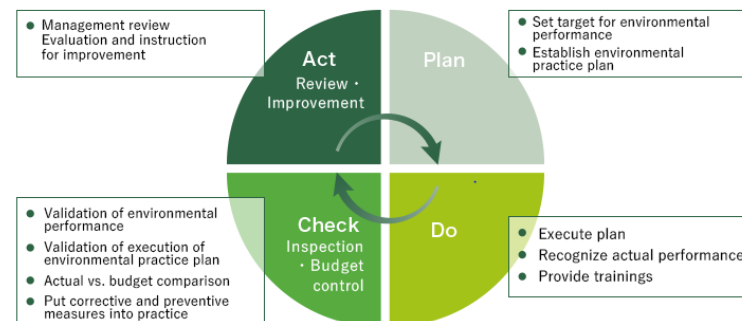 ● Management review
Evaluation and instruction
for improvement
Act
Review・
Improvement
Plan
● Set target for environmental
performance
● Establish environmental
practice plan
● Validation of environmental
performance
● Validation of execution of
environmental practice plan
● Actual vs. budget comparison
● Put corrective and preventive
measures into practice
Check
Inspection
・Budget
control
Do
● Execute plan
● Recognize actual performance
● Provide trainings